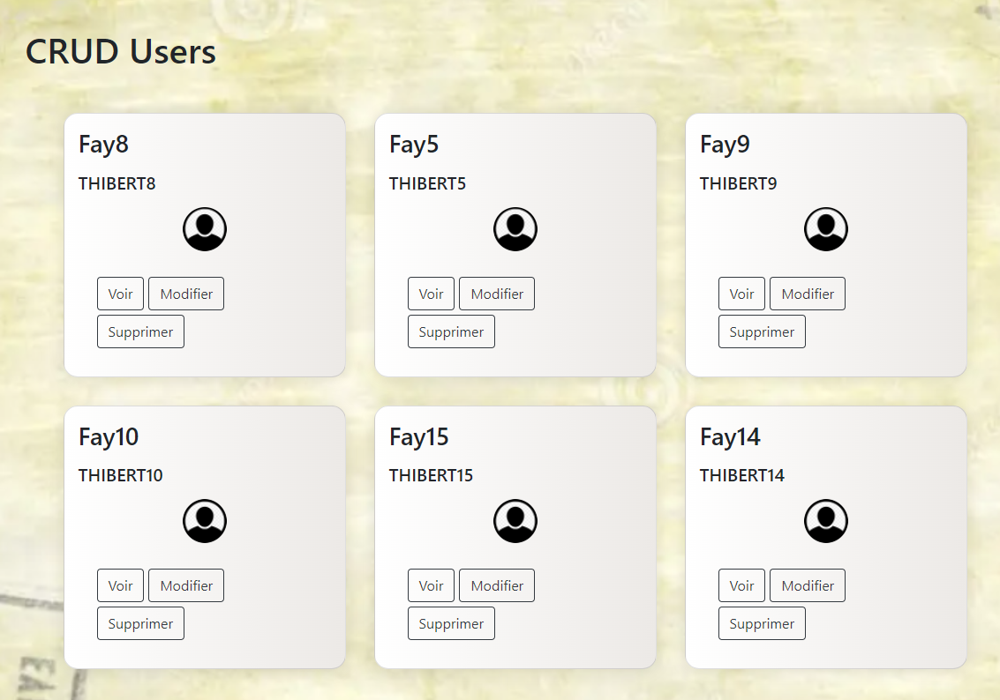 CRUD Users
Fay8
THIBERT8
Voir Modifier
Supprimer
Fay5
THIBERT5
Voir Modifier
Supprimer
Fay9
THIBERT9
Voir Modifier
Supprimer
Fay10
THIBERT10
Voir Modifier
Supprimer
Fay15
THIBERT15
Voir Modifier
Supprimer
Fay14
THIBERT14
Voir Modifier
Supprimer